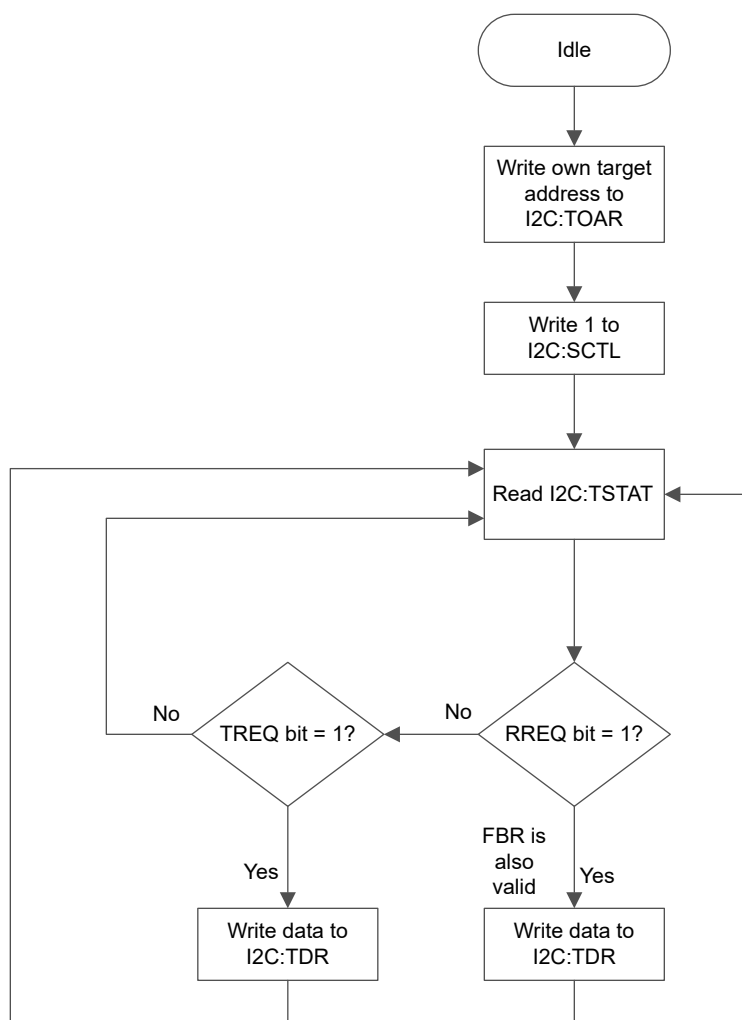 Idle
Write own target
address to
I2C:TOAR
Write 1 to
I2C:SCTL
Read I2C:TSTAT
No
TREQ bit = 1?
No
RREQ bit = 1?
Yes
FBR is
also
valid
Yes
Write data to
I2C:TDR
Write data to
I2C:TDR